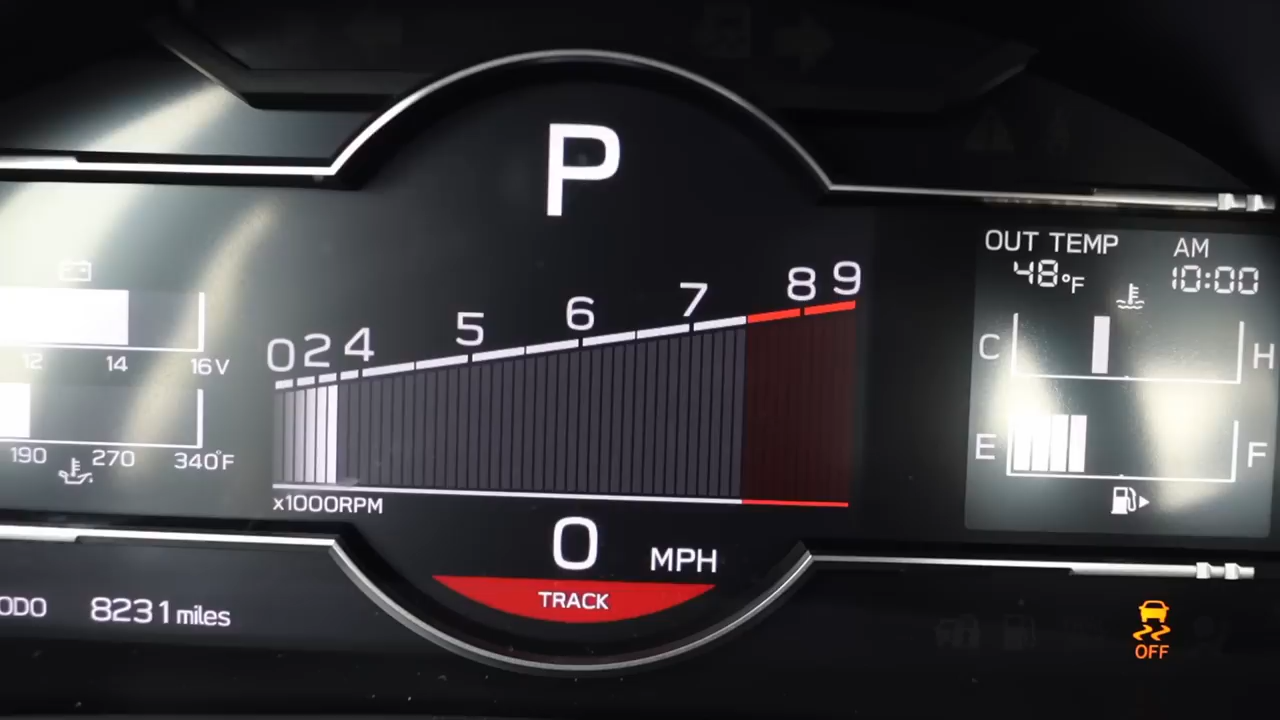 P
OUT TEMP AM
48°F 10:00
0 2 4 5 6 7 8 9
12 14 16V
C H
190 270 340°F
E F
x1000RPM
0 MPH
TRACK
ODO 8231 miles
OFF